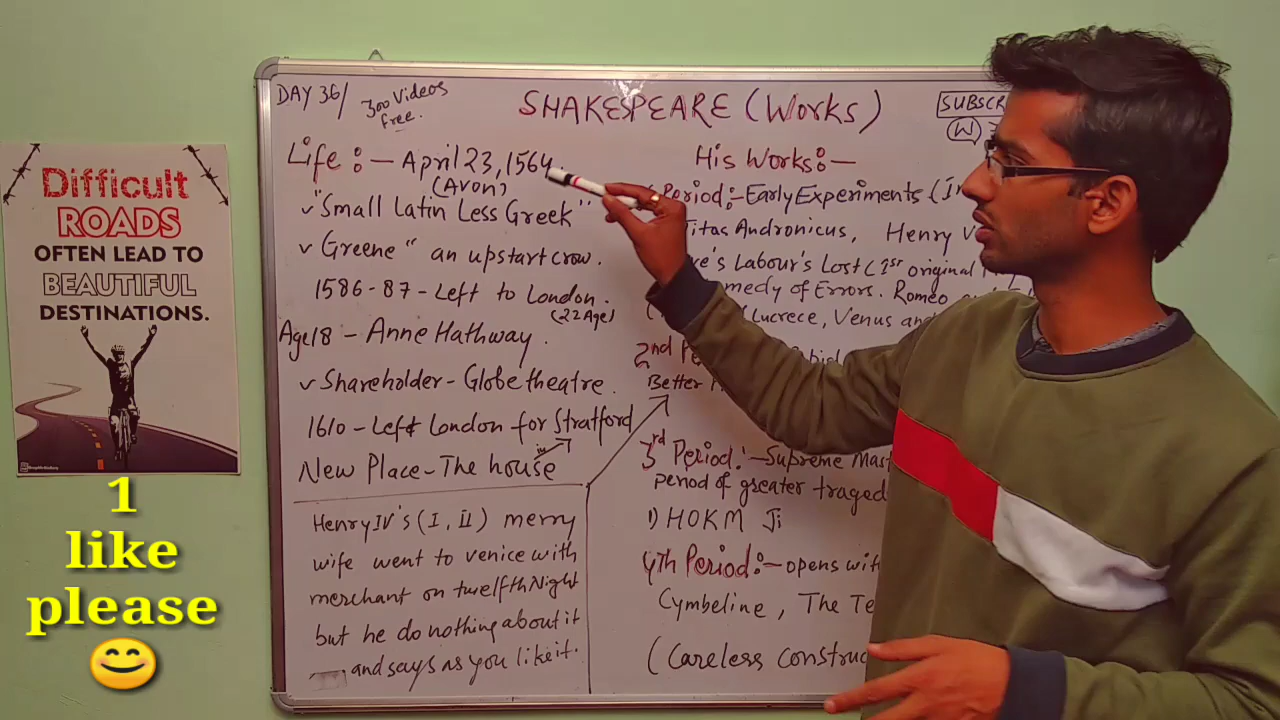 Difficult
ROADS
OFTEN LEAD TO
BEAUTIFUL
DESTINATIONS.
1
like
please
DAY 36/
300 Videos
free.
SHAKESPEARE (Works)
SUBSCR
W
Life :- April 23, 1564.
(Avon)
"Small Latin Less Greek"
Greene " an upstart crow.
1586-87 - Left to London.
(22 Age)
Age 18 - Anne Hathway.
Shareholder - Globe theatre.
1610 - Left London for Stratford
in
New Place - The house
Henry IV's (I, II) merry
wife went to venice with
merchant on twelfth Night
but he do nothing about it
and says as you like it.
His Works :-
Period :- Early Experiments
Titas Andronicus, Henry V
's Labour's Lost (1st original
medy of Errors. Romeo
Lucrece, Venus and
2nd Pe
Better
3rd Period :- Supreme Mast
period of greater traged
1) HOKM Ji
4th Period :- opens wit
Cymbeline, The Te
(Careless construc